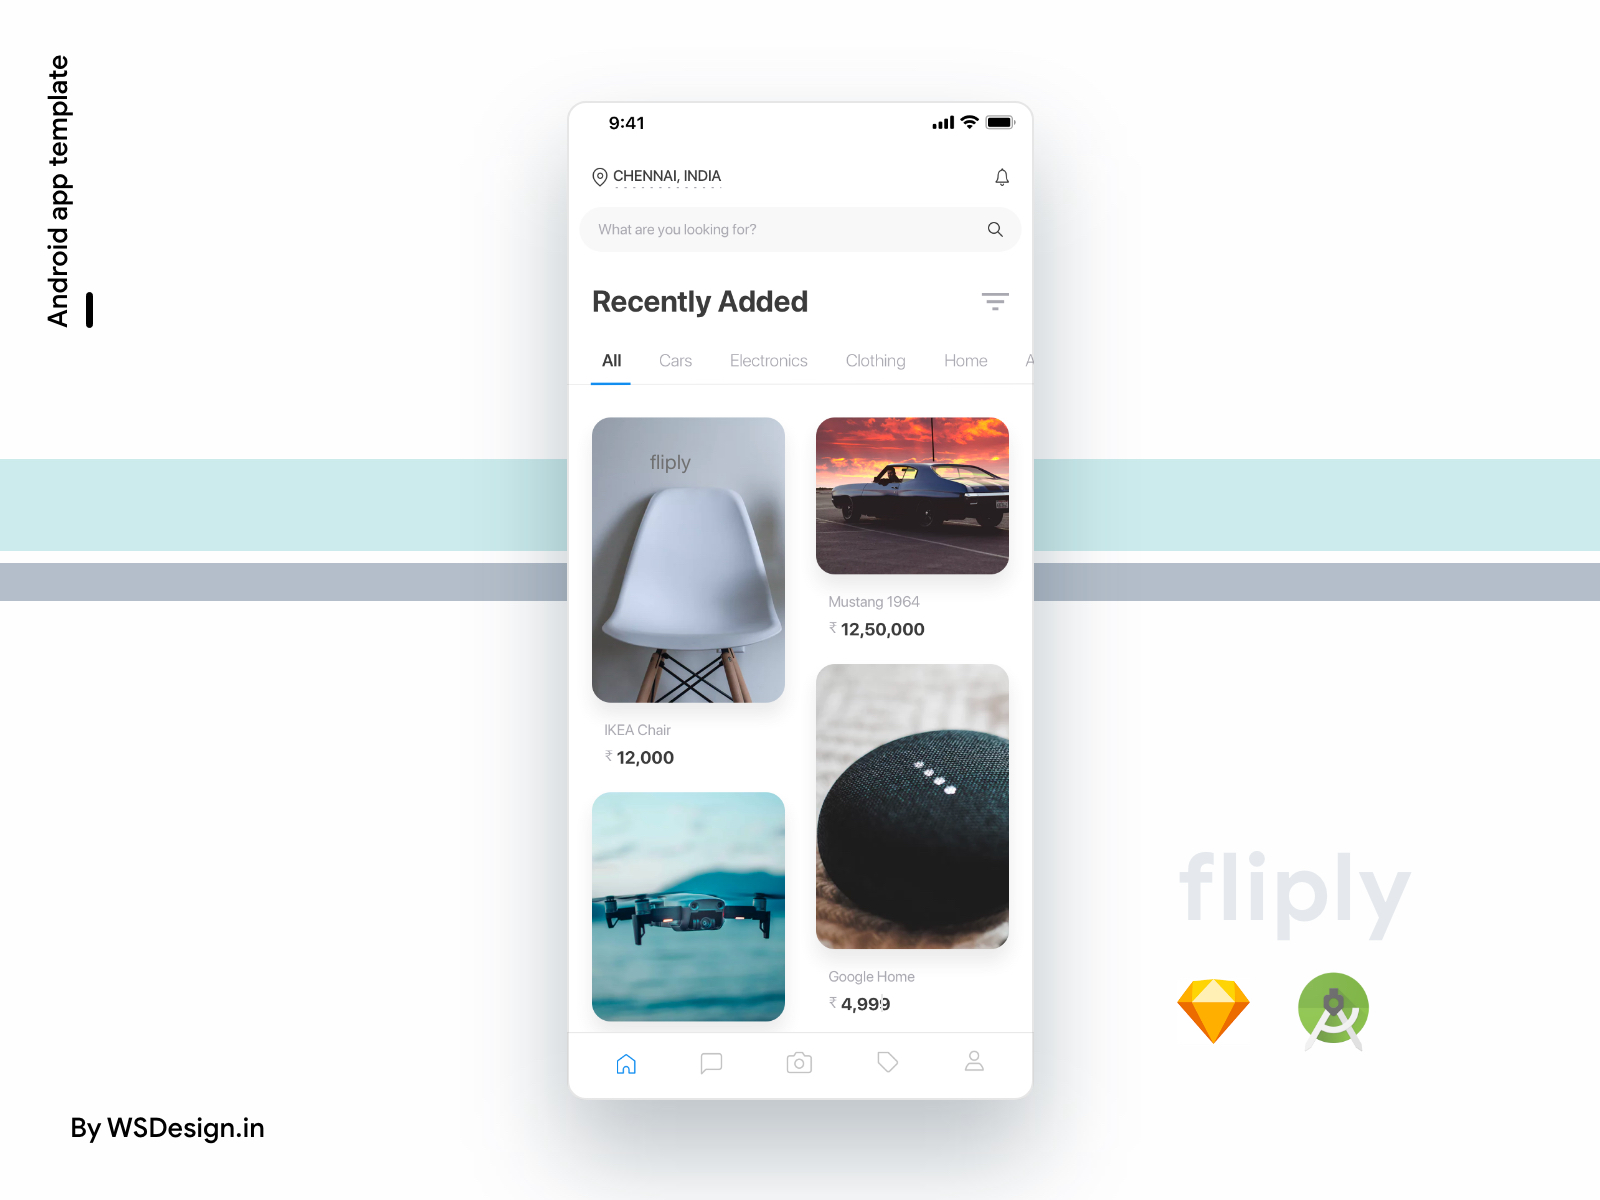 Android app template
9:41
CHENNAI, INDIA
What are you looking for?
Recently Added
All Cars Electronics Clothing Home A
fliply
Mustang 1964
₹ 12,50,000
IKEA Chair
₹ 12,000
Google Home
₹ 4,999
fliply
By WSDesign.in